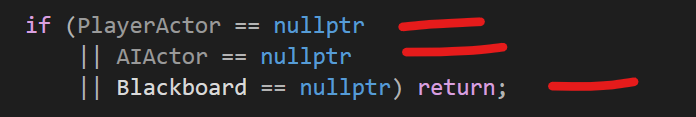 if (PlayerActor == nullptr
|| AIActor == nullptr
|| Blackboard == nullptr) return;